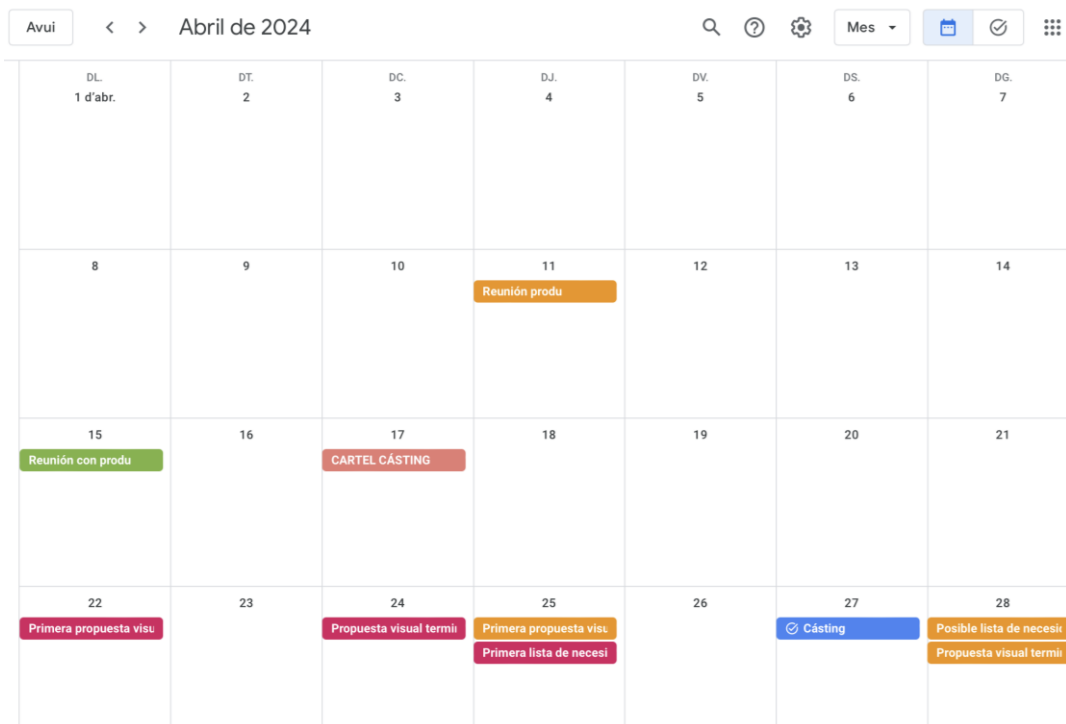 Avui
Abril de 2024
Mes
DL. DT. DC. DJ. DV. DS. DG.
1 d'abr. 2 3 4 5 6 7
8 9 10 11 12 13 14
Reunión produ
15 16 17 18 19 20 21
Reunión con produ CARTEL CÁSTING
22 23 24 25 26 27 28
Primera propuesta visu Propuesta visual termi Primera propuesta visu Cásting Posible lista de necesi
Primera lista de necesi Propuesta visual termi